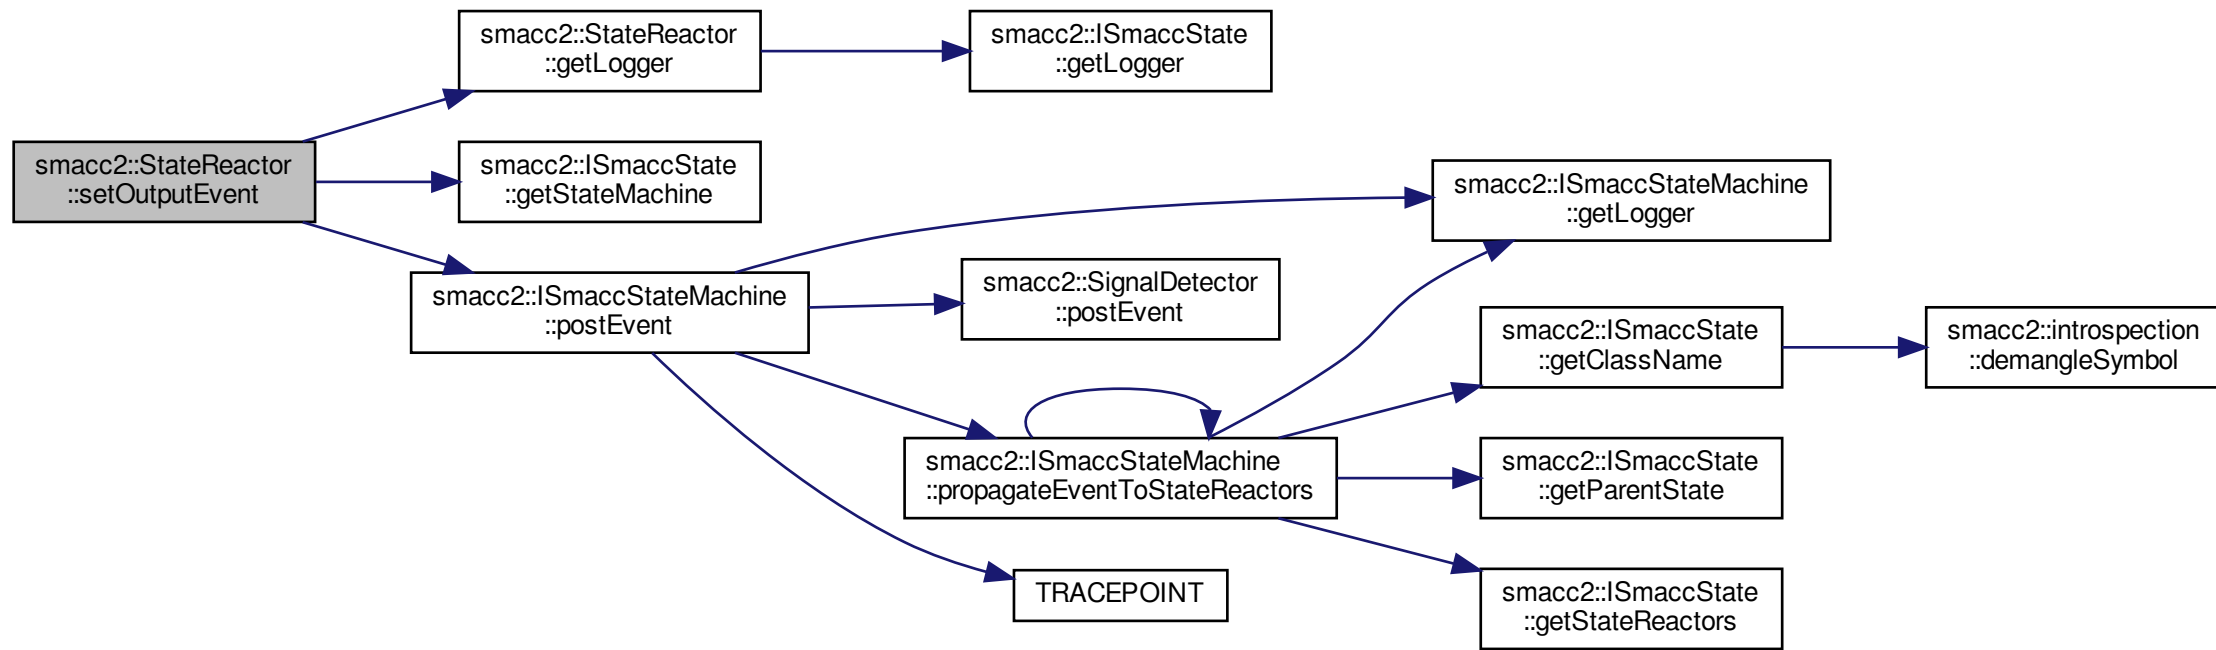 smacc2::StateReactor
::setOutputEvent
smacc2::StateReactor
::getLogger
smacc2::ISmaccState
::getLogger
smacc2::ISmaccState
::getStateMachine
smacc2::ISmaccStateMachine
::postEvent
smacc2::ISmaccStateMachine
::getLogger
smacc2::SignalDetector
::postEvent
smacc2::ISmaccStateMachine
::propagateEventToStateReactors
smacc2::ISmaccState
::getClassName
smacc2::introspection
::demangleSymbol
smacc2::ISmaccState
::getParentState
smacc2::ISmaccState
::getStateReactors
TRACEPOINT